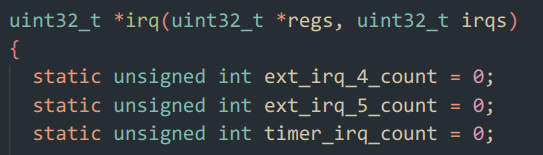 uint32_t *irq(uint32_t *regs, uint32_t irqs)
{
  static unsigned int ext_irq_4_count = 0;
  static unsigned int ext_irq_5_count = 0;
  static unsigned int timer_irq_count = 0;